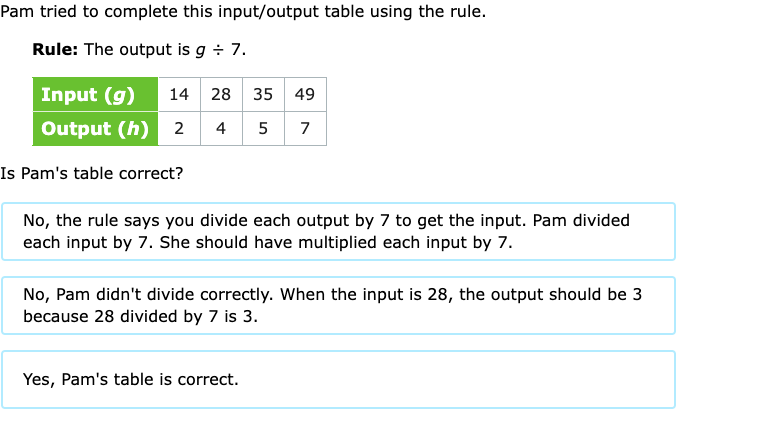 Pam tried to complete this input/output table using the rule.
Rule: The output is g ÷ 7.
Input (g) 14 28 35 49
Output (h) 2 4 5 7
Is Pam's table correct?
No, the rule says you divide each output by 7 to get the input. Pam divided
each input by 7. She should have multiplied each input by 7.
No, Pam didn't divide correctly. When the input is 28, the output should be 3
because 28 divided by 7 is 3.
Yes, Pam's table is correct.